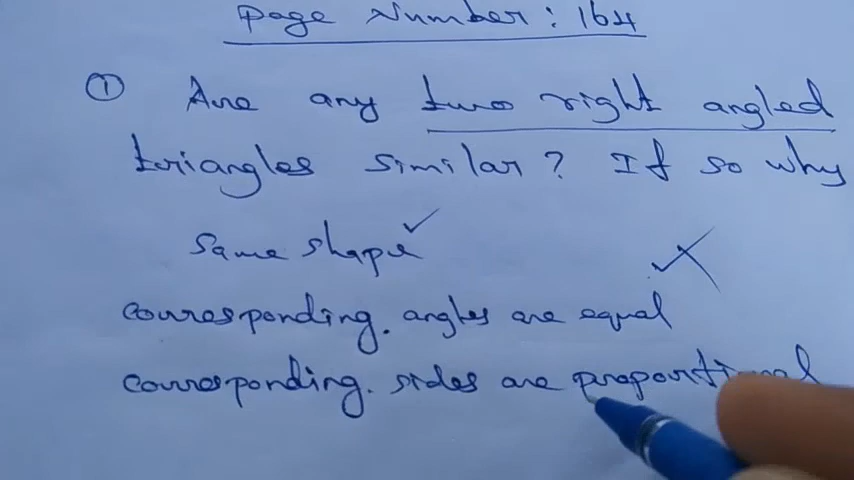 Page Number: 164
① Are any two right angled
triangles similar? If so why
Same shape ✓
corresponding. angles are equal
corresponding. sides are proportional